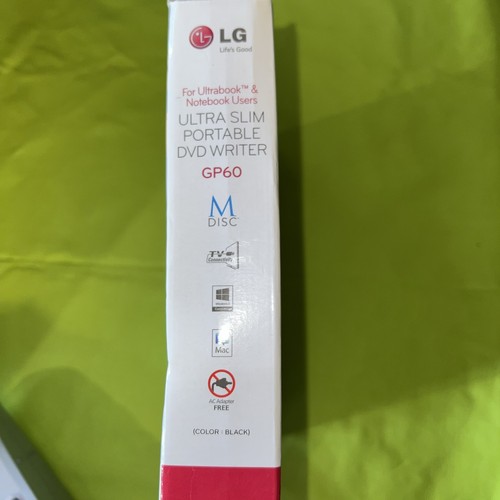 LG
Life's Good
For Ultrabook™ &
Notebook Users
ULTRA SLIM
PORTABLE
DVD WRITER
GP60
M
DISC
TV
Connectivity
Mac
AC Adapter
FREE
(COLOR : BLACK)